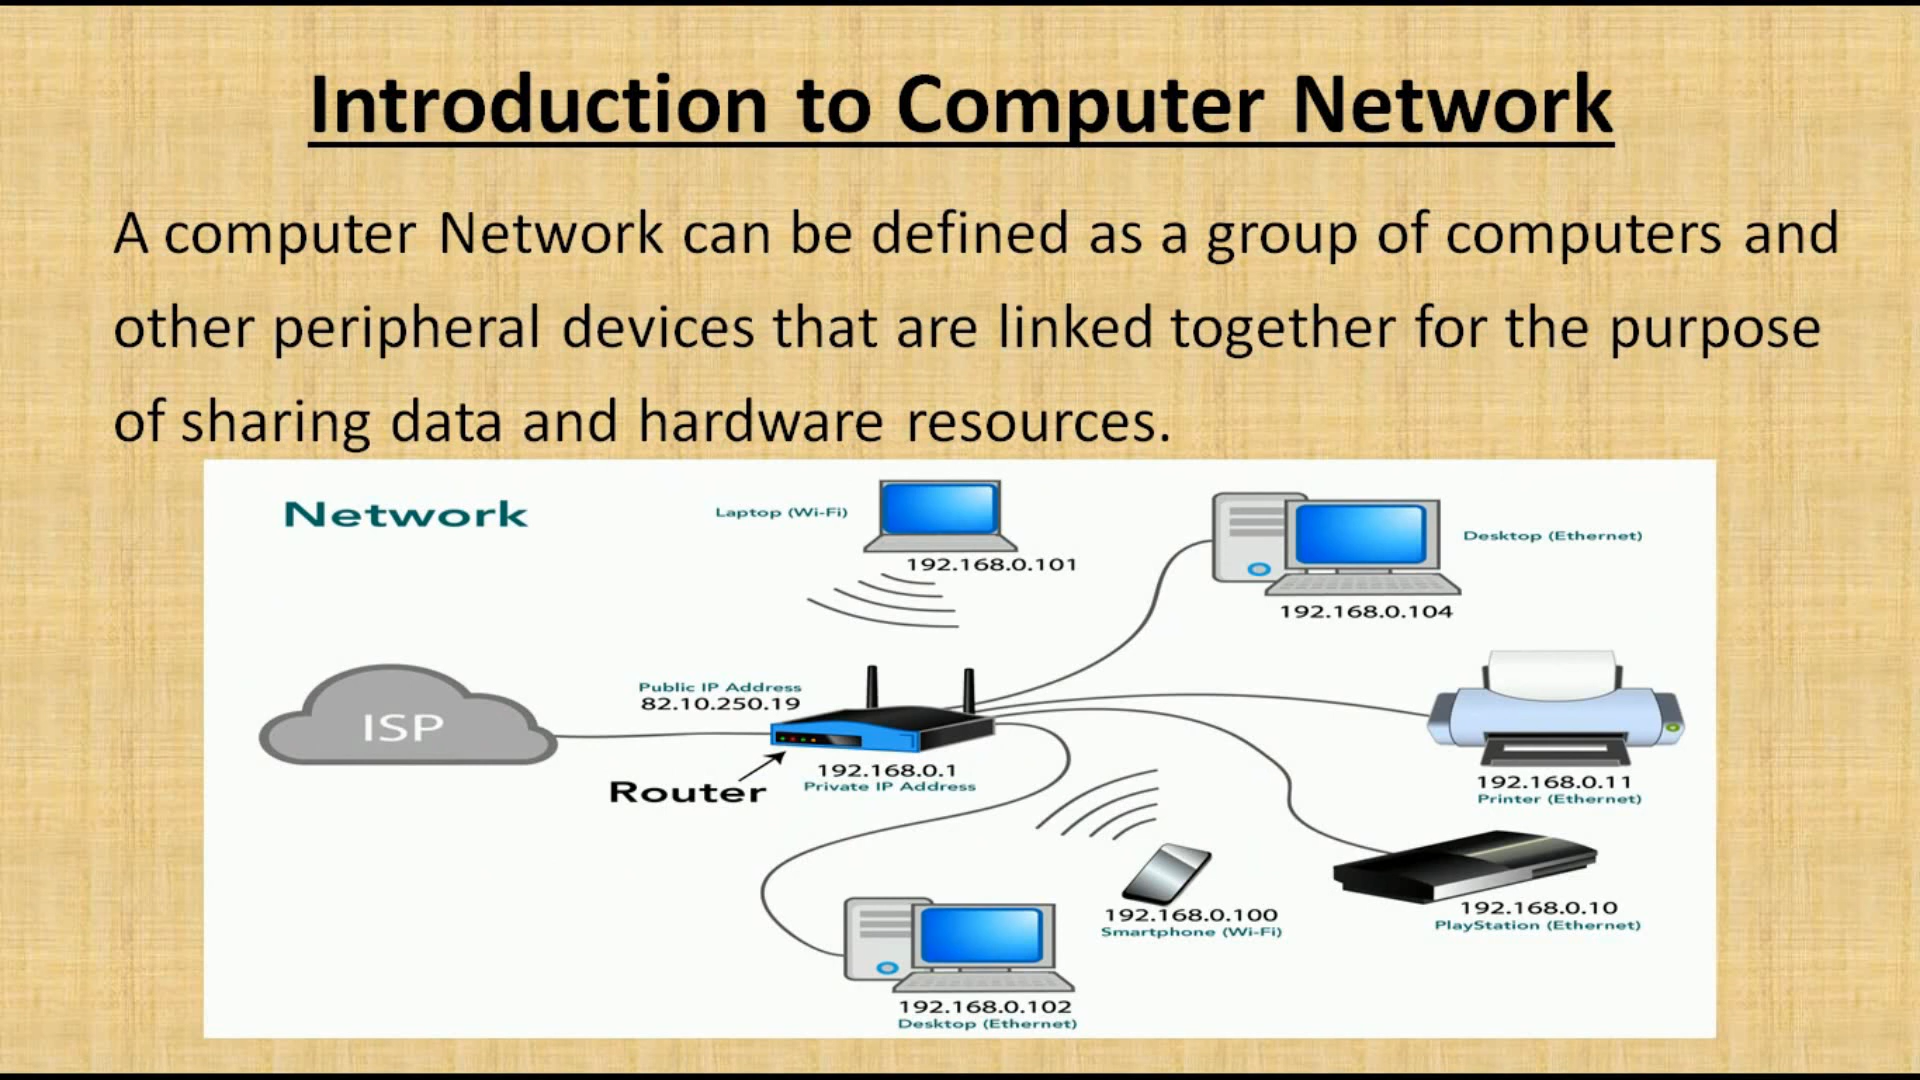 Introduction to Computer Network
A computer Network can be defined as a group of computers and
other peripheral devices that are linked together for the purpose
of sharing data and hardware resources.
Network
Laptop (Wi-Fi)
192.168.0.101
Desktop (Ethernet)
192.168.0.104
ISP
Public IP Address
82.10.250.19
Router
192.168.0.1
Private IP Address
192.168.0.11
Printer (Ethernet)
192.168.0.10
PlayStation (Ethernet)
192.168.0.100
Smartphone (Wi-Fi)
192.168.0.102
Desktop (Ethernet)